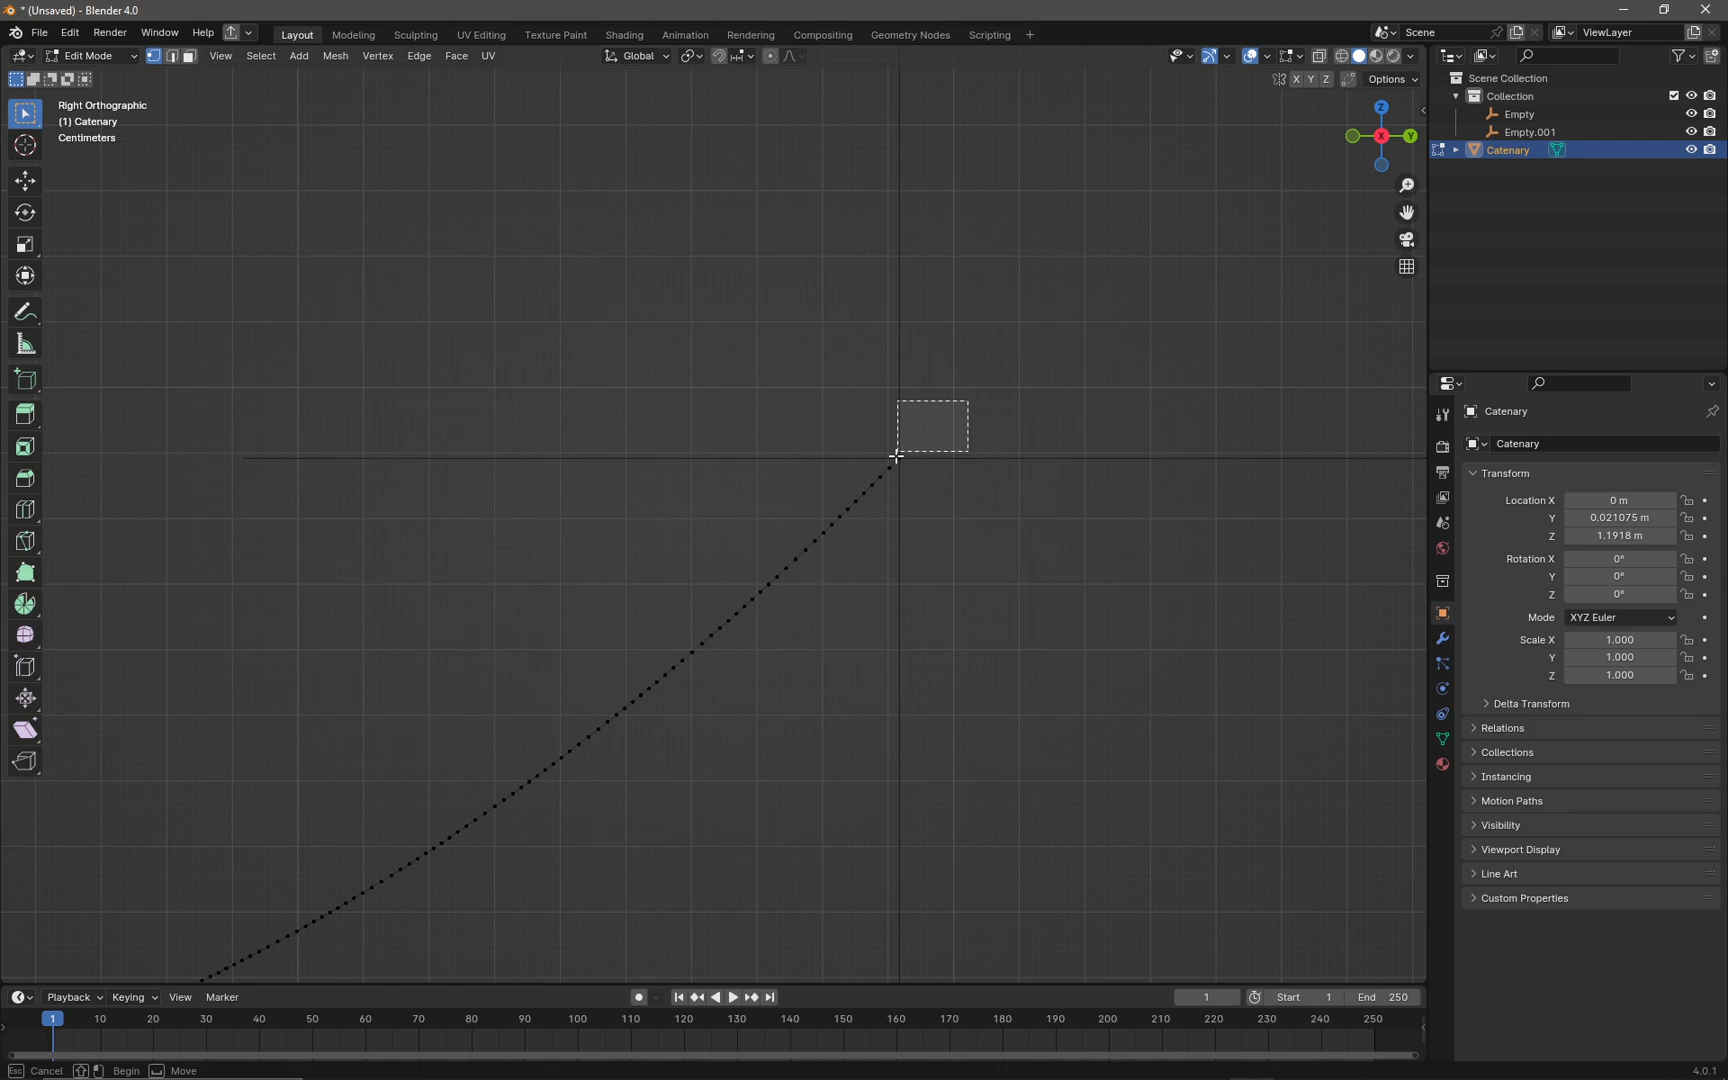 * (Unsaved) - Blender 4.0
File Edit Render Window Help Layout Modeling Sculpting UV Editing Texture Paint Shading Animation Rendering Compositing Geometry Nodes Scripting + Scene ViewLayer
Edit Mode View Select Add Mesh Vertex Edge Face UV Global
X Y Z Options
Right Orthographic
(1) Catenary
Centimeters
Z
X
Y
Scene Collection
Collection
Empty
Empty.001
Catenary
Catenary
Catenary
Transform
Location X 0 m
Y 0.021075 m
Z 1.1918 m
Rotation X 0°
Y 0°
Z 0°
Mode XYZ Euler
Scale X 1.000
Y 1.000
Z 1.000
Delta Transform
Relations
Collections
Instancing
Motion Paths
Visibility
Viewport Display
Line Art
Custom Properties
Playback Keying View Marker 1 Start 1 End 250
1 10 20 30 40 50 60 70 80 90 100 110 120 130 140 150 160 170 180 190 200 210 220 230 240 250
Esc Cancel Begin Move 4.0.1